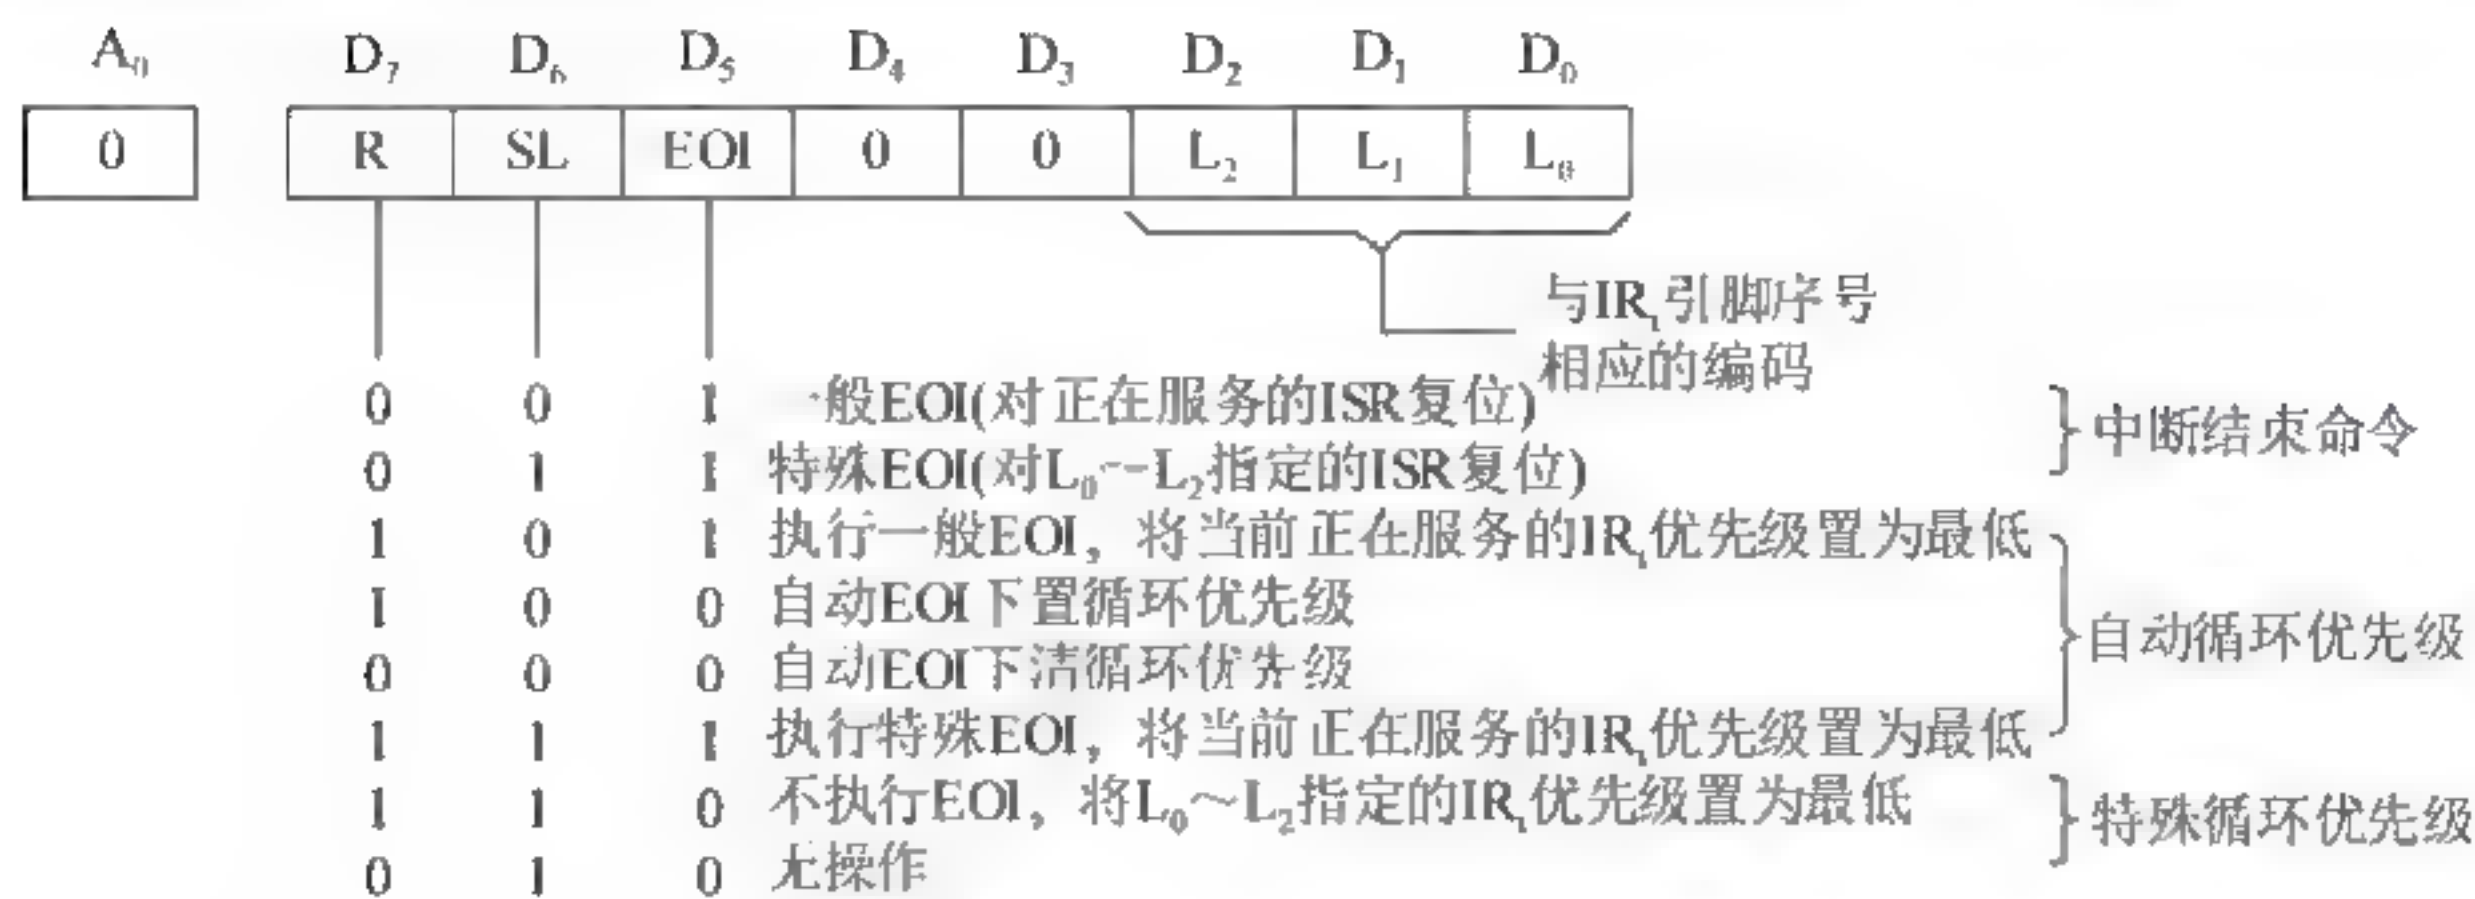 A₀ D₇ D₆ D₅ D₄ D₃ D₂ D₁ D₀
0 R SL EOI 0 0 L₂ L₁ L₀
与IRᵢ引脚序号
相应的编码
0 0 1 一般EOI(对正在服务的ISR复位)
0 1 1 特殊EOI(对L₀~L₂指定的ISR复位)
中断结束命令
1 0 1 执行一般EOI，将当前正在服务的IRᵢ优先级置为最低
1 0 0 自动EOI下置循环优先级
0 0 0 自动EOI下清循环优先级
1 1 1 执行特殊EOI，将当前正在服务的IRᵢ优先级置为最低
自动循环优先级
1 1 0 不执行EOI，将L₀~L₂指定的IRᵢ优先级置为最低
0 1 0 无操作
特殊循环优先级